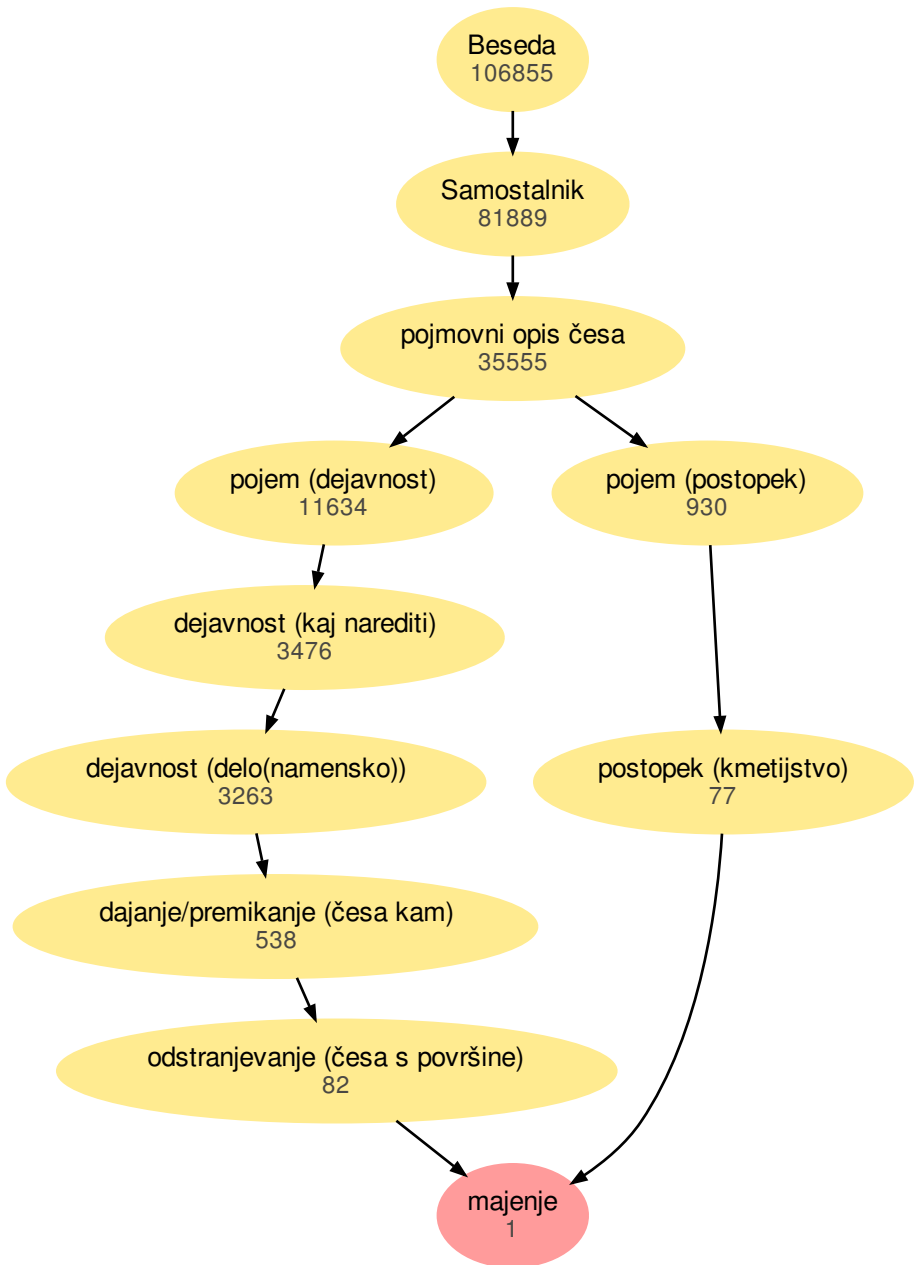 Beseda
106855
Samostalnik
81889
pojmovni opis česa
35555
pojem (dejavnost)
11634
pojem (postopek)
930
dejavnost (kaj narediti)
3476
dejavnost (delo(namensko))
3263
postopek (kmetijstvo)
77
dajanje/premikanje (česa kam)
538
odstranjevanje (česa s površine)
82
majenje
1